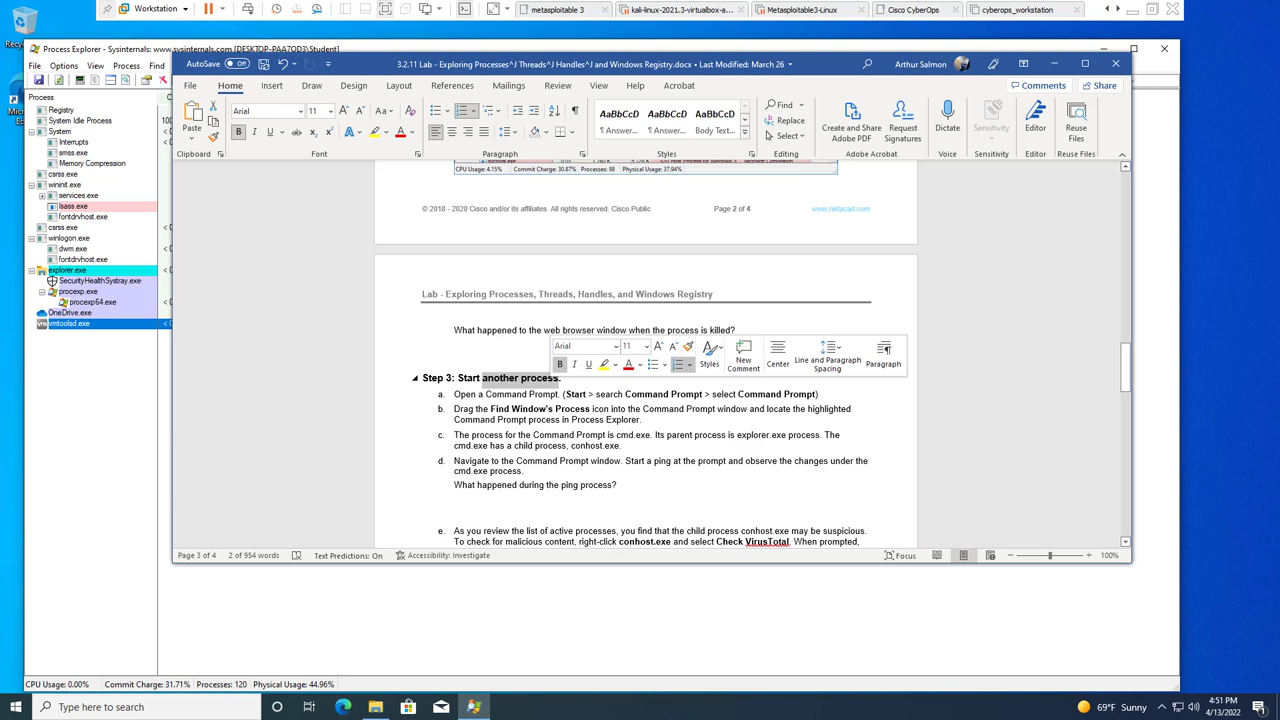 Workstation
metasploitable 3
kali-linux-2021.3-virtualbox-a...
Metasploitable3-Linux
Cisco CyberOps
cyberops_workstation
Process Explorer - Sysinternals: www.sysinternals.com [DESKTOP-PAA7OD3\Student]
File Options View Process Find
AutoSave Off
3.2.11 Lab - Exploring Processes^J Threads^J Handles^J and Windows Registry.docx • Last Modified: March 26
Arthur Salmon
File Home Insert Draw Design Layout References Mailings Review View Help Acrobat
Comments Share
Paste
Arial 11
AaBbCcD AaBbCcD AaBbCcD
¶ Answer... ¶ Answer... Body Text...
Find
Replace
Select
Create and Share Adobe PDF
Request Signatures
Dictate
Sensitivity
Editor
Reuse Files
Clipboard Font Paragraph Styles Editing Adobe Acrobat Voice Sensitivity Editor Reuse Files
Process
Registry
System Idle Process
System
Interrupts
smss.exe
Memory Compression
csrss.exe
wininit.exe
services.exe
lsass.exe
fontdrvhost.exe
csrss.exe
winlogon.exe
dwm.exe
fontdrvhost.exe
explorer.exe
SecurityHealthSystray.exe
procexp.exe
procexp64.exe
OneDrive.exe
vmtoolsd.exe
CPU Usage: 4.15% Commit Charge: 30.87% Processes: 98 Physical Usage: 37.94%
© 2018 - 2020 Cisco and/or its affiliates. All rights reserved. Cisco Public Page 2 of 4 www.netacad.com
Lab - Exploring Processes, Threads, Handles, and Windows Registry
What happened to the web browser window when the process is killed?
Arial 11
Styles
New Comment
Center
Line and Paragraph Spacing
Paragraph
Step 3: Start another process.
a. Open a Command Prompt. (Start > search Command Prompt > select Command Prompt)
b. Drag the Find Window's Process icon into the Command Prompt window and locate the highlighted
Command Prompt process in Process Explorer.
c. The process for the Command Prompt is cmd.exe. Its parent process is explorer.exe process. The
cmd.exe has a child process, conhost.exe.
d. Navigate to the Command Prompt window. Start a ping at the prompt and observe the changes under the
cmd.exe process.
What happened during the ping process?
e. As you review the list of active processes, you find that the child process conhost.exe may be suspicious.
To check for malicious content, right-click conhost.exe and select Check VirusTotal. When prompted,
Page 3 of 4 2 of 954 words Text Predictions: On Accessibility: Investigate
Focus 100%
CPU Usage: 0.00% Commit Charge: 31.71% Processes: 120 Physical Usage: 44.96%
Type here to search
69°F Sunny
4:51 PM
4/13/2022